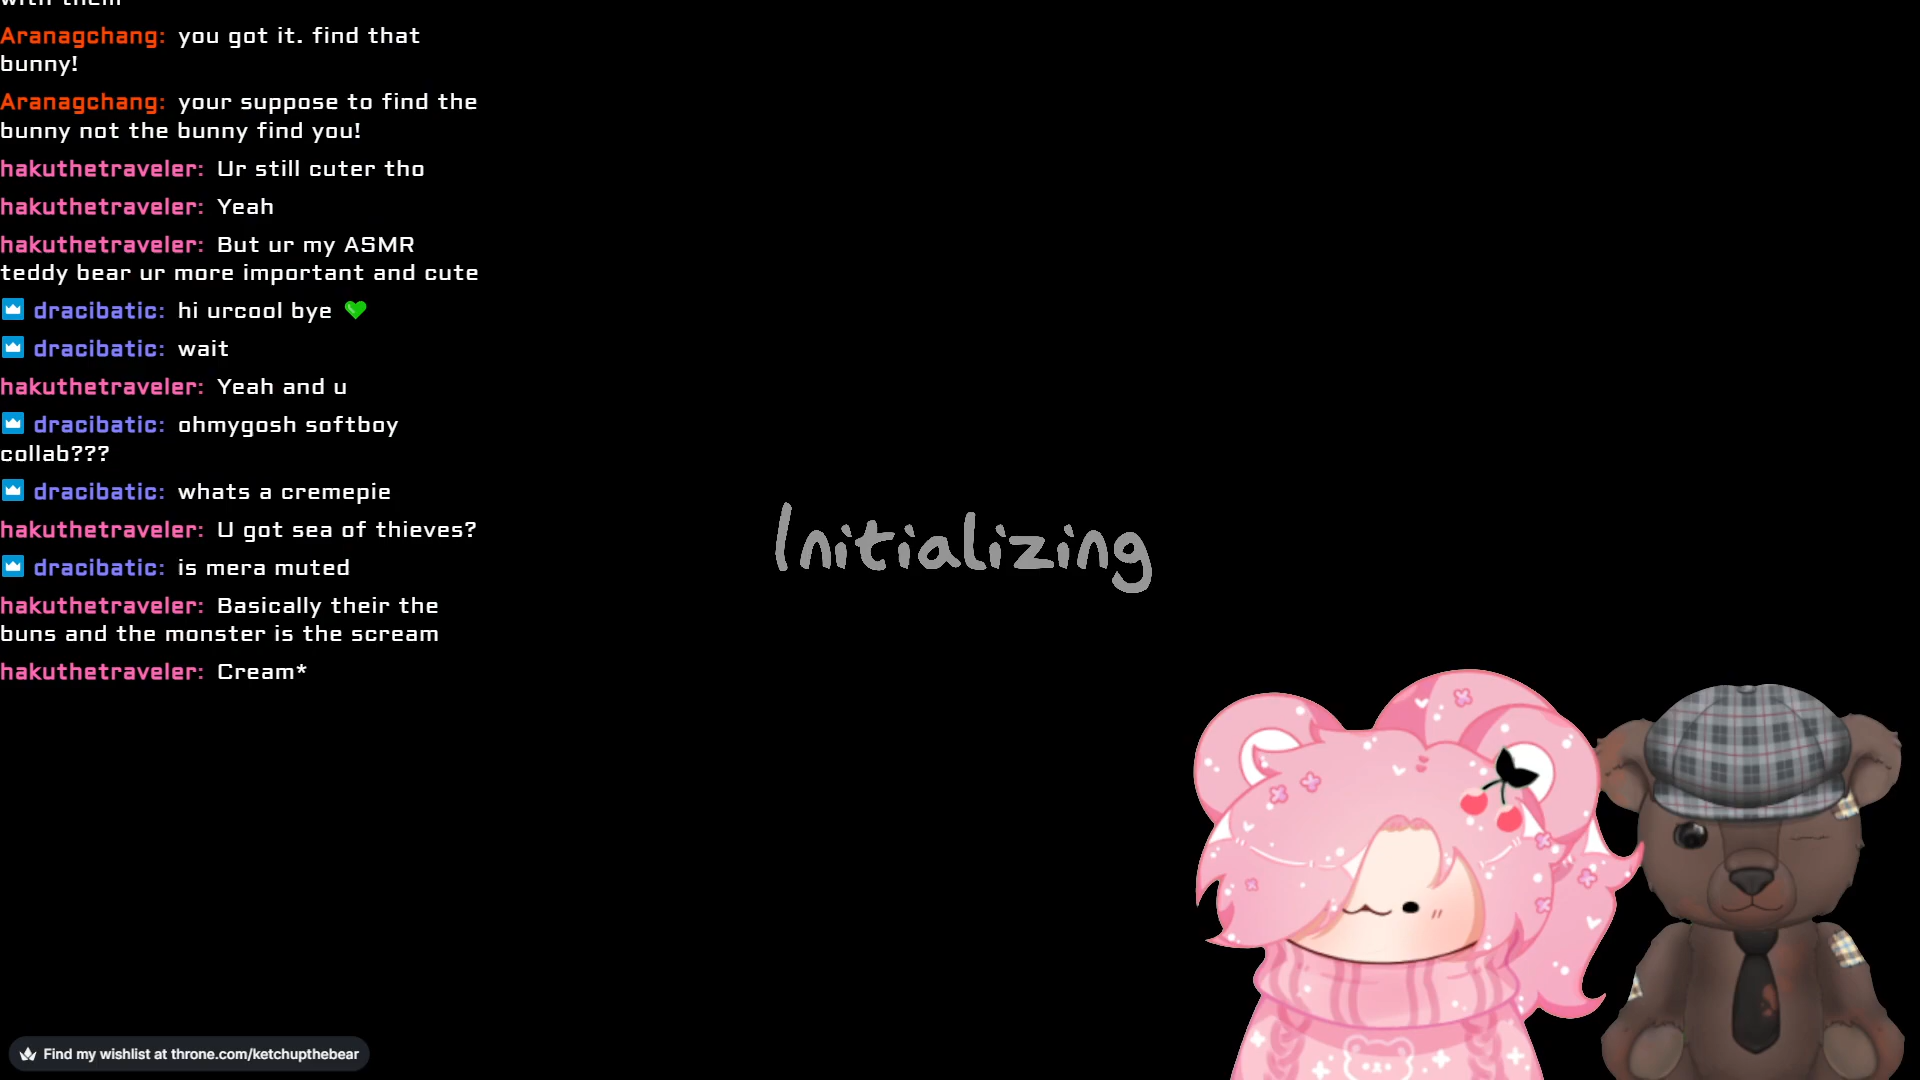 with them
Aranagchang: you got it. find that
bunny!
Aranagchang: your suppose to find the
bunny not the bunny find you!
hakuthetraveler: Ur still cuter tho
hakuthetraveler: Yeah
hakuthetraveler: But ur my ASMR
teddy bear ur more important and cute
dracibatic: hi urcool bye 💚
dracibatic: wait
hakuthetraveler: Yeah and u
dracibatic: ohmygosh softboy
collab???
dracibatic: whats a cremepie
hakuthetraveler: U got sea of thieves?
dracibatic: is mera muted
hakuthetraveler: Basically their the
buns and the monster is the scream
hakuthetraveler: Cream*
Initializing
Find my wishlist at throne.com/ketchupthebear